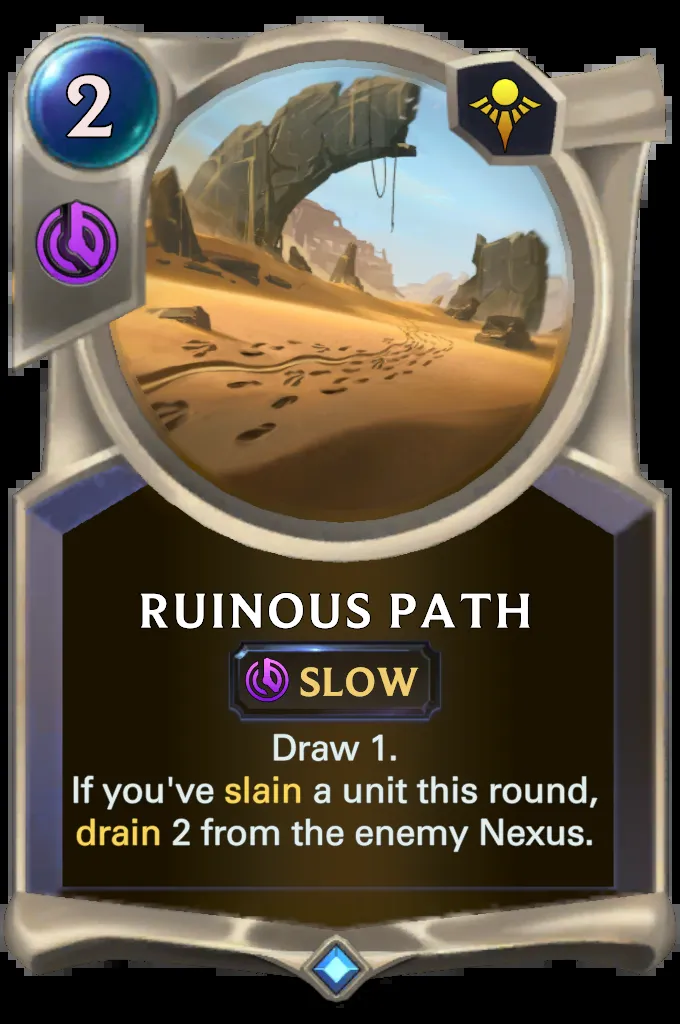 2
RUINOUS PATH
SLOW
Draw 1.
If you've slain a unit this round,
drain 2 from the enemy Nexus.